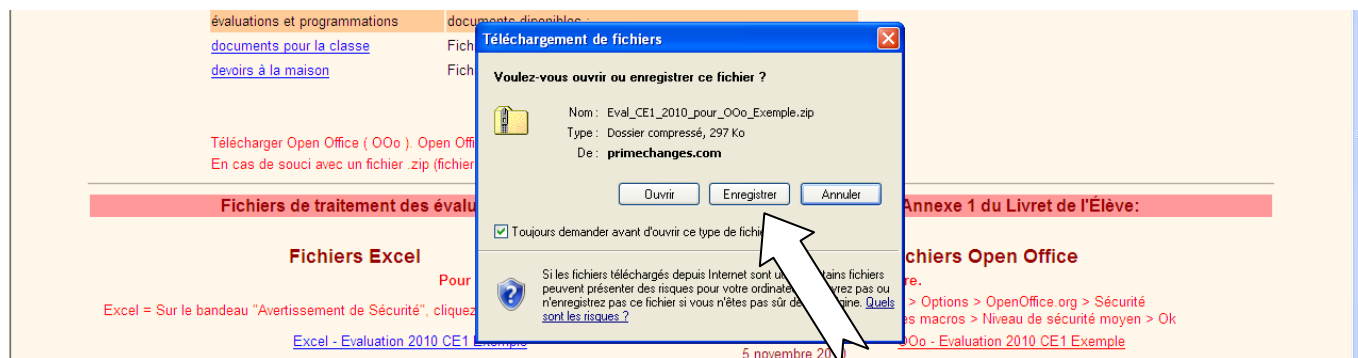 évaluations et programmations
documents diponibles :
documents pour la classe
Fich
devoirs à la maison
Fich
Télécharger Open Office ( OOo ). Open Offi
En cas de souci avec un fichier .zip (fichier
Téléchargement de fichiers
Voulez-vous ouvrir ou enregistrer ce fichier ?
Nom : Eval_CE1_2010_pour_OOo_Exemple.zip
Type : Dossier compressé, 297 Ko
De : primechanges.com
Ouvrir Enregistrer Annuler
Toujours demander avant d'ouvrir ce type de fichie
Si les fichiers téléchargés depuis Internet sont ut tains fichiers
peuvent présenter des risques pour votre ordinate vrez pas ou
n'enregistrez pas ce fichier si vous n'êtes pas sûr de gine. Quels
sont les risques ?
Fichiers de traitement des évalu
Annexe 1 du Livret de l'Élève:
Fichiers Excel
Pour
Excel = Sur le bandeau "Avertissement de Sécurité", cliquez
Excel - Evaluation 2010 CE1 Exemple
chiers Open Office
re.
> Options > OpenOffice.org > Sécurité
es macros > Niveau de sécurité moyen > Ok
OOo - Evaluation 2010 CE1 Exemple
5 novembre 20